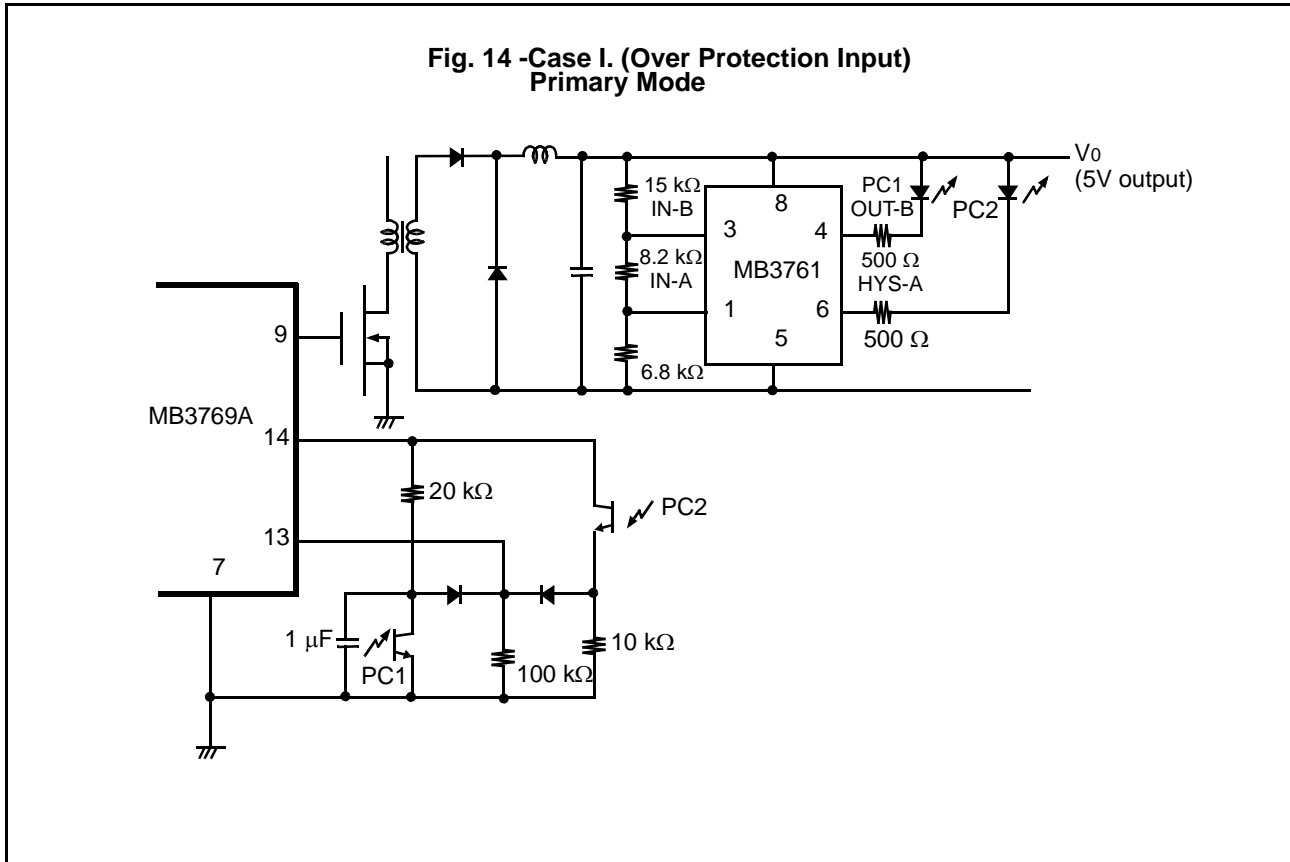 Fig. 14 -Case I. (Over Protection Input)
Primary Mode
V0
(5V output)
15 kΩ
IN-B
8.2 kΩ
IN-A
6.8 kΩ
8
3
4
MB3761
1
6
5
PC1
OUT-B
PC2
500 Ω
HYS-A
500 Ω
9
MB3769A
14
13
7
20 kΩ
PC2
1 μF
PC1
100 kΩ
10 kΩ